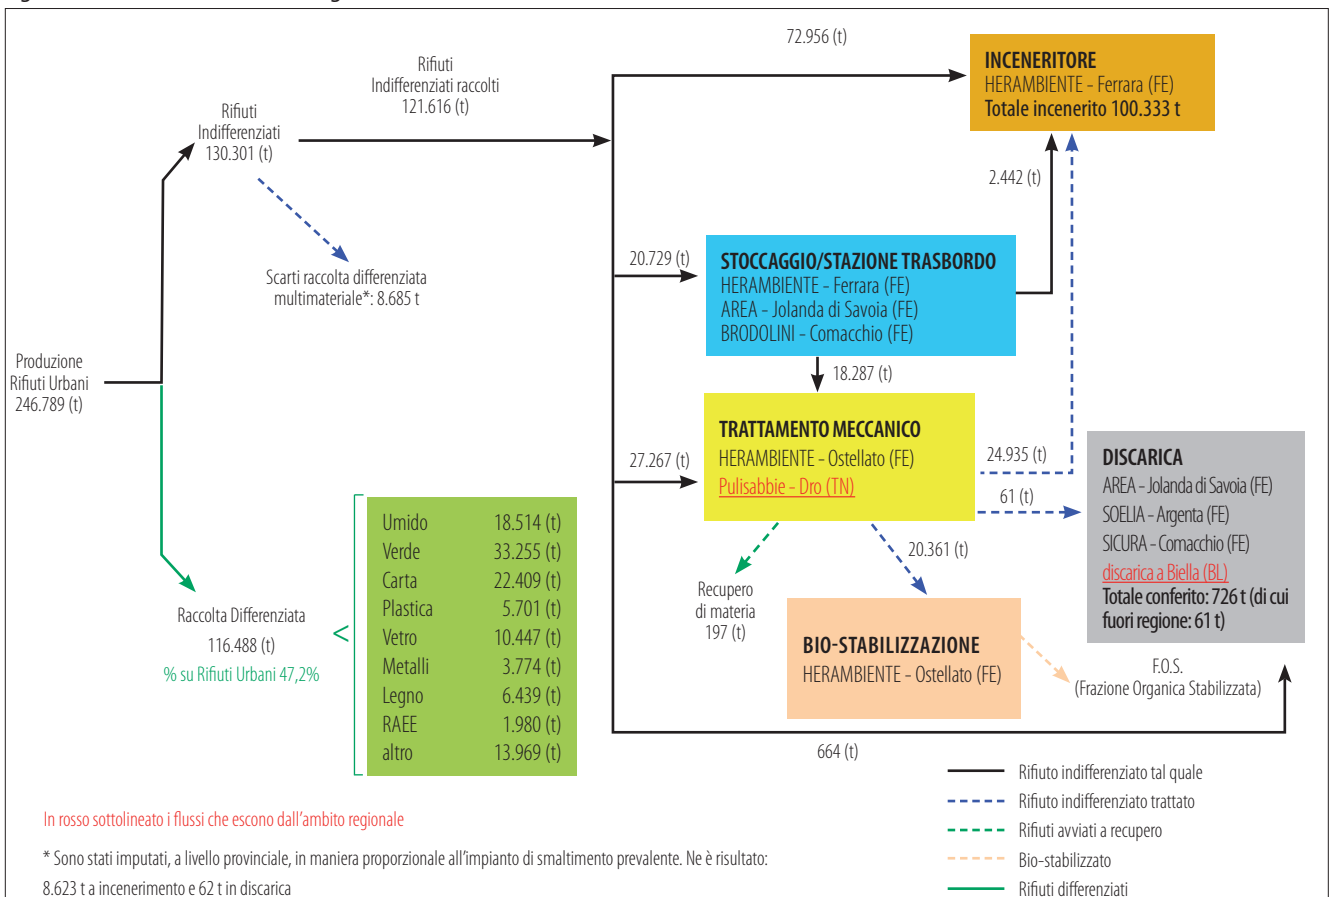 72.956 (t)
Rifiuti
Indifferenziati raccolti
121.616 (t)
INCENERITORE
HERAMBIENTE - Ferrara (FE)
Totale incenerito 100.333 t
Rifiuti
Indifferenziati
130.301 (t)
2.442 (t)
Scarti raccolta differenziata
multimateriale*: 8.685 t
20.729 (t)
STOCCAGGIO/STAZIONE TRASBORDO
HERAMBIENTE - Ferrara (FE)
AREA - Jolanda di Savoia (FE)
BRODOLINI - Comacchio (FE)
Produzione
Rifiuti Urbani
246.789 (t)
18.287 (t)
27.267 (t)
TRATTAMENTO MECCANICO
HERAMBIENTE - Ostellato (FE)
Pulisabbie - Dro (TN)
24.935 (t)
61 (t)
DISCARICA
AREA - Jolanda di Savoia (FE)
SOELIA - Argenta (FE)
SICURA - Comacchio (FE)
discarica a Biella (BL)
Totale conferito: 726 t (di cui
fuori regione: 61 t)
Umido 18.514 (t)
Verde 33.255 (t)
Carta 22.409 (t)
Plastica 5.701 (t)
Vetro 10.447 (t)
Metalli 3.774 (t)
Legno 6.439 (t)
RAEE 1.980 (t)
altro 13.969 (t)
Raccolta Differenziata
116.488 (t)
% su Rifiuti Urbani 47,2%
<
Recupero
di materia
197 (t)
20.361 (t)
BIO-STABILIZZAZIONE
HERAMBIENTE - Ostellato (FE)
F.O.S.
(Frazione Organica Stabilizzata)
664 (t)
Rifiuto indifferenziato tal quale
Rifiuto indifferenziato trattato
Rifiuti avviati a recupero
Bio-stabilizzato
Rifiuti differenziati
In rosso sottolineato i flussi che escono dall'ambito regionale
* Sono stati imputati, a livello provinciale, in maniera proporzionale all'impianto di smaltimento prevalente. Ne è risultato:
8.623 t a incenerimento e 62 t in discarica